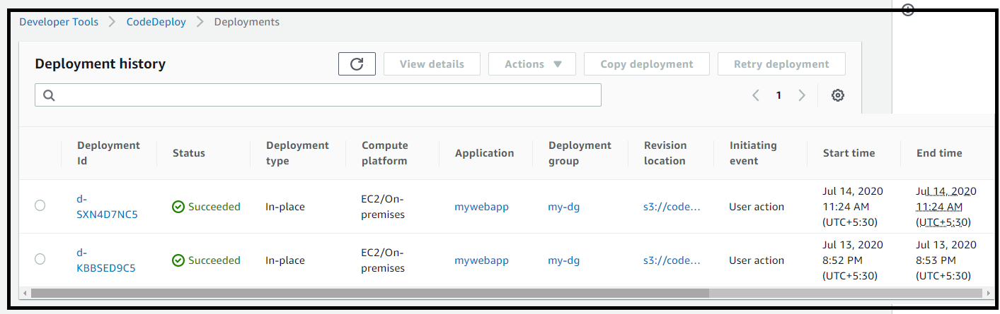 Developer Tools > CodeDeploy > Deployments
Deployment history
View details
Actions
Copy deployment
Retry deployment
1
Deployment Id
Status
Deployment type
Compute platform
Application
Deployment group
Revision location
Initiating event
Start time
End time
d-
SXN4D7NC5
Succeeded
In-place
EC2/On-
premises
mywebapp
my-dg
s3://code...
User action
Jul 14, 2020
11:24 AM
(UTC+5:30)
Jul 14, 2020
11:24 AM
(UTC+5:30)
d-
KBBSED9C5
Succeeded
In-place
EC2/On-
premises
mywebapp
my-dg
s3://code...
User action
Jul 13, 2020
8:52 PM
(UTC+5:30)
Jul 13, 2020
8:53 PM
(UTC+5:30)